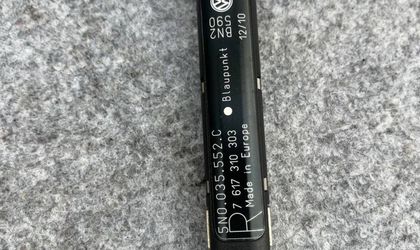 5N0.035.552.C
R 7 617 310 303
Made in Europe
Blaupunkt
BN2
590
12/10